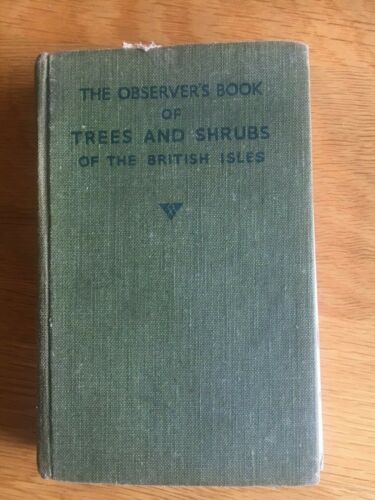 THE OBSERVER'S BOOK
OF
TREES AND SHRUBS
OF THE BRITISH ISLES